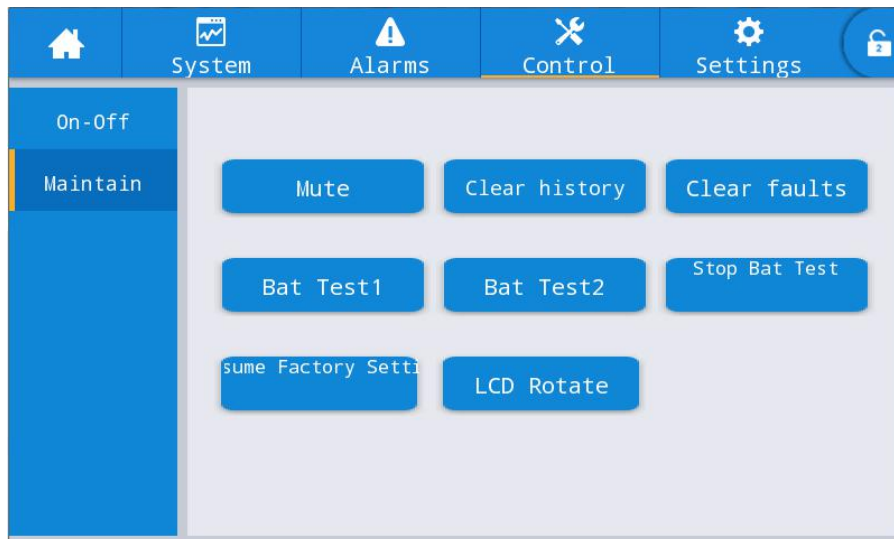 System
Alarms
Control
Settings
2
On-Off
Maintain
Mute
Clear history
Clear faults
Bat Test1
Bat Test2
Stop Bat Test
sume Factory Setti
LCD Rotate